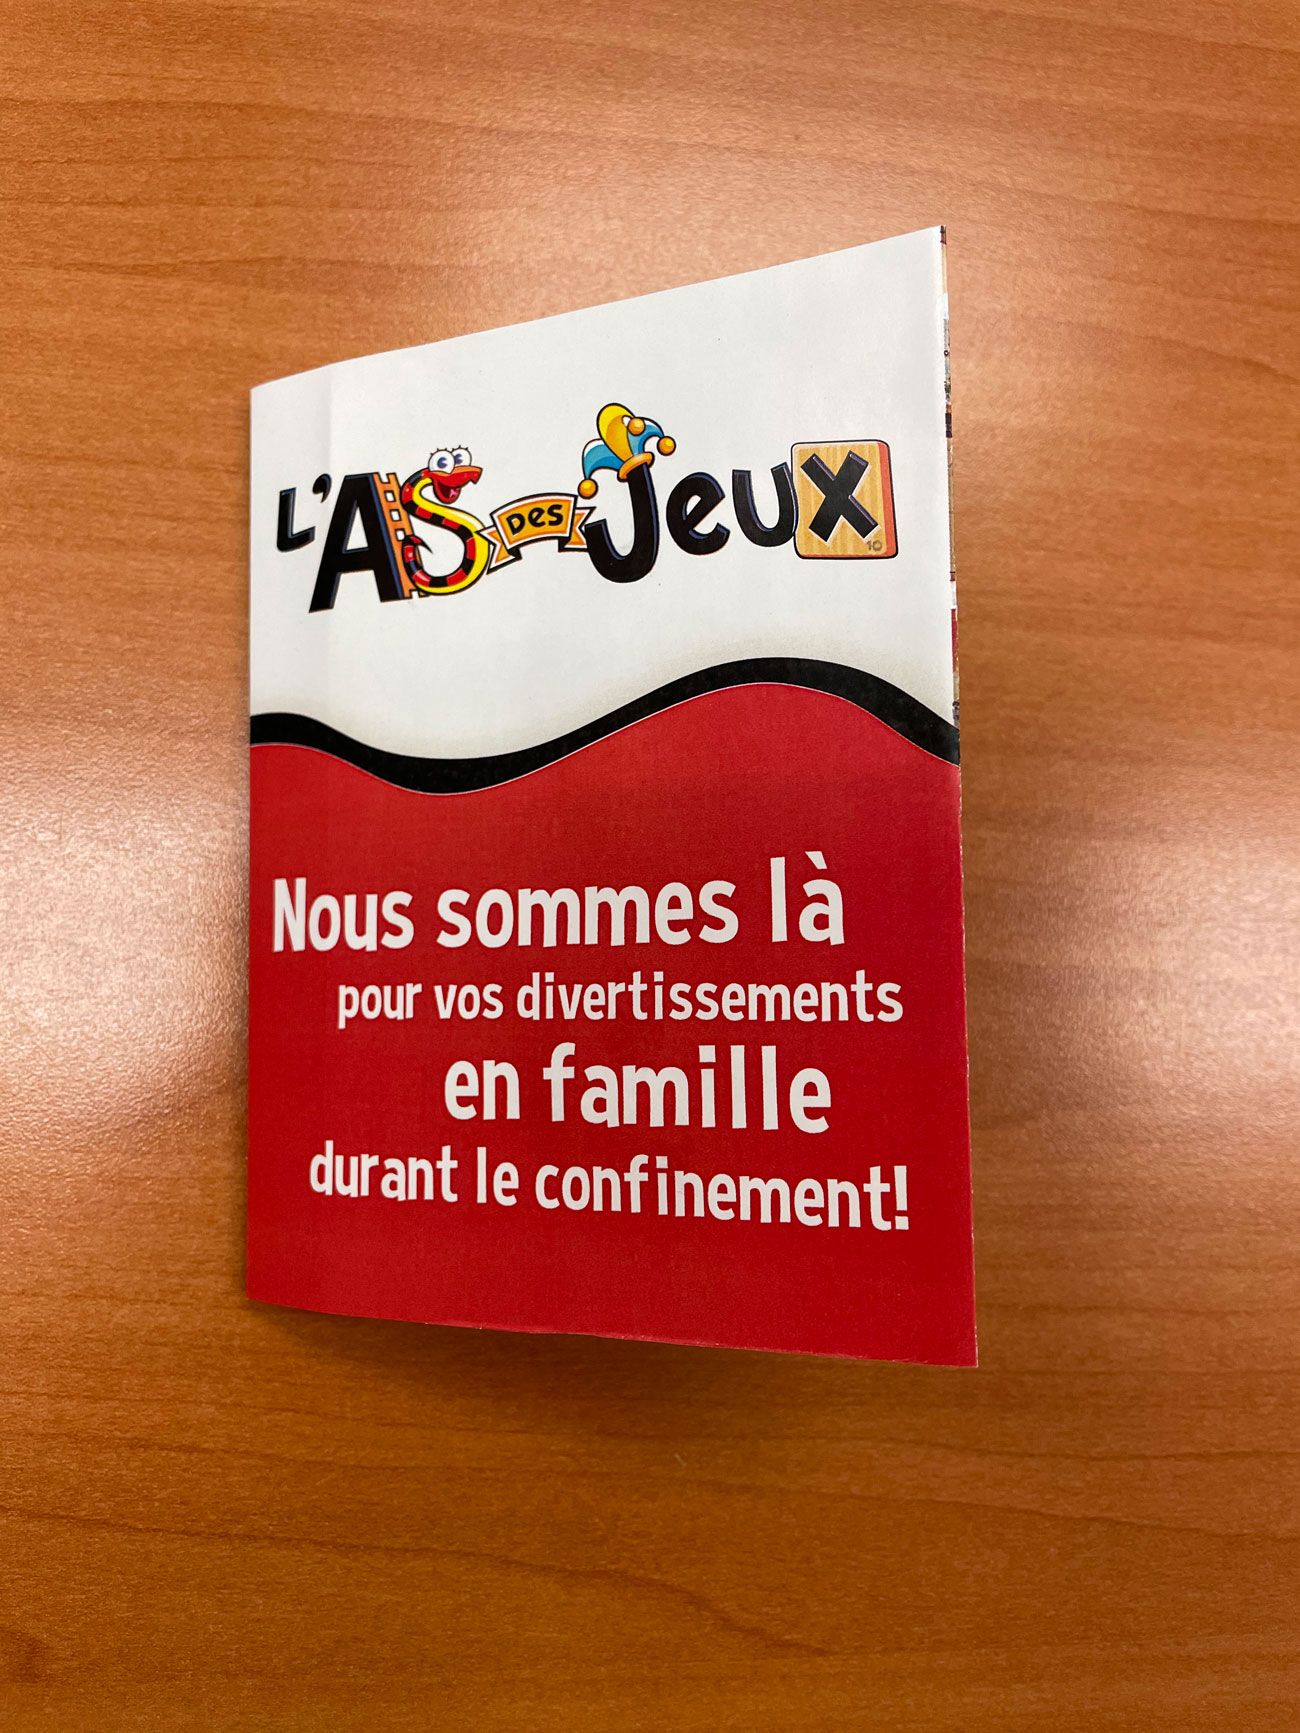 L'AS DES JEUX
10
Nous sommes là
pour vos divertissements
en famille
durant le confinement!